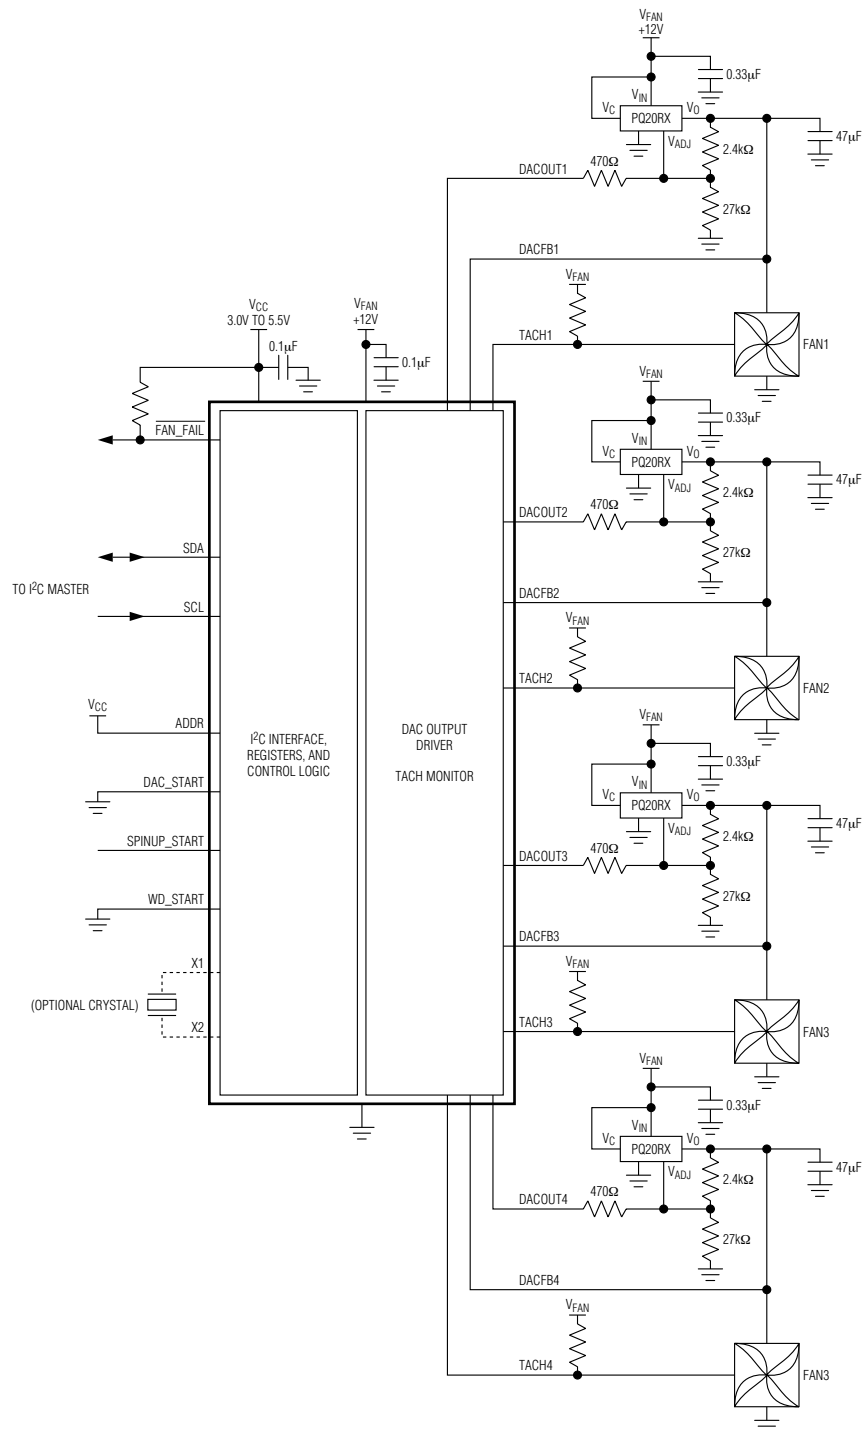 VFAN
+12V
0.33µF
VIN
VC
PQ20RX
VO
VADJ
2.4kΩ
47µF
470Ω
DACOUT1
27kΩ
DACFB1
VFAN
TACH1
FAN1
VCC
3.0V TO 5.5V
0.1µF
VFAN
+12V
0.1µF
FAN_FAIL
SDA
TO I²C MASTER
SCL
VCC
ADDR
DAC_START
SPINUP_START
WD_START
X1
(OPTIONAL CRYSTAL)
X2
I²C INTERFACE,
REGISTERS, AND
CONTROL LOGIC
DAC OUTPUT
DRIVER
TACH MONITOR
VFAN
0.33µF
VIN
VC
PQ20RX
VO
VADJ
2.4kΩ
47µF
470Ω
DACOUT2
27kΩ
DACFB2
VFAN
TACH2
FAN2
VFAN
0.33µF
VIN
VC
PQ20RX
VO
VADJ
2.4kΩ
47µF
470Ω
DACOUT3
27kΩ
DACFB3
VFAN
TACH3
FAN3
VFAN
0.33µF
VIN
VC
PQ20RX
VO
VADJ
2.4kΩ
47µF
470Ω
DACOUT4
27kΩ
DACFB4
VFAN
TACH4
FAN3